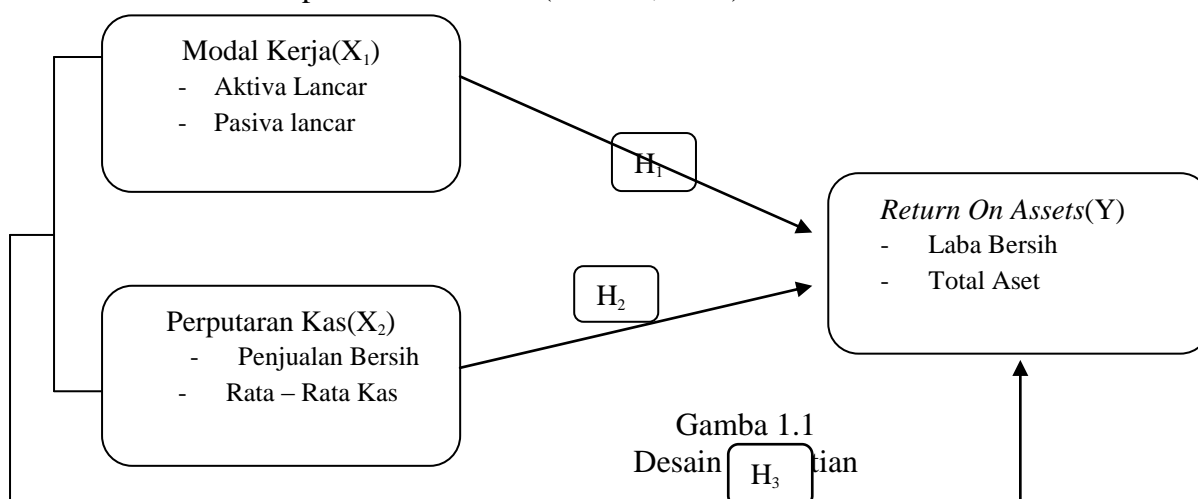 Modal Kerja(X₁)
- Aktiva Lancar
- Pasiva lancar
H₁
Return On Assets(Y)
- Laba Bersih
- Total Aset
H₂
Perputaran Kas(X₂)
- Penjualan Bersih
- Rata – Rata Kas
Gamba 1.1
Desain
H₃